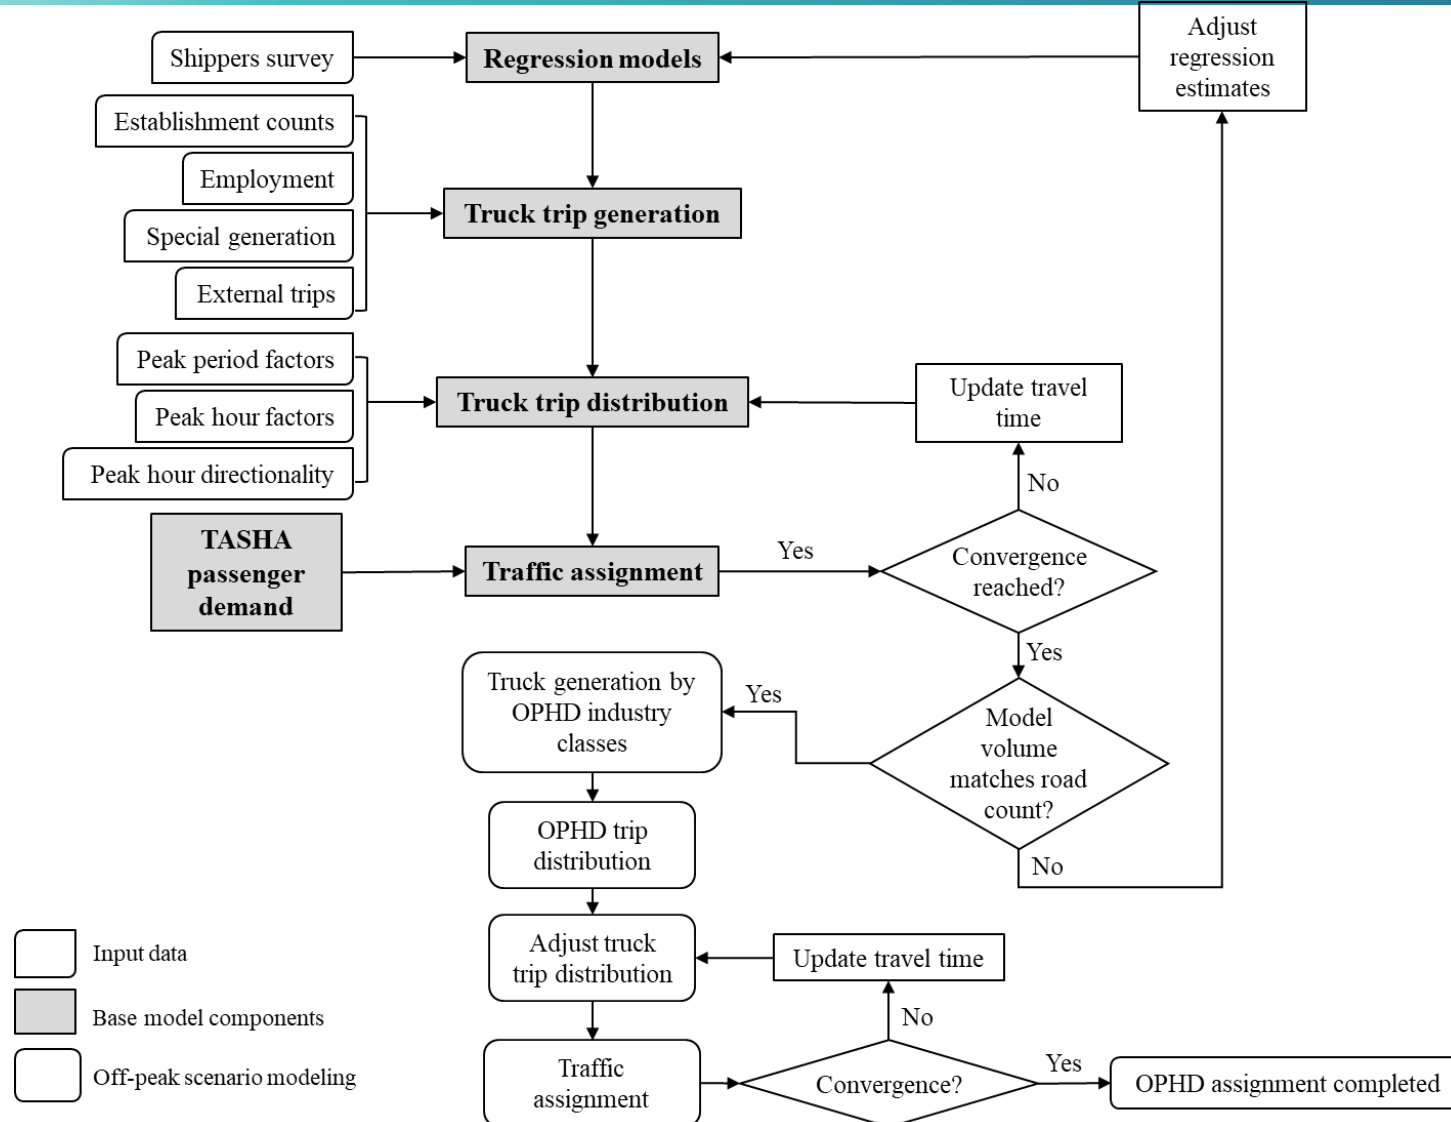 Adjust
regression
estimates
Shippers survey
Regression models
Establishment counts
Employment
Truck trip generation
Special generation
External trips
Peak period factors
Peak hour factors
Truck trip distribution
Update travel
time
Peak hour directionality
No
TASHA
passenger
demand
Traffic assignment
Yes
Convergence
reached?
Yes
Truck generation by
OPHD industry
classes
Yes
Model
volume
matches road
count?
No
OPHD trip
distribution
Adjust truck
trip distribution
Update travel time
No
Traffic
assignment
Convergence?
Yes
OPHD assignment completed
Input data
Base model components
Off-peak scenario modeling